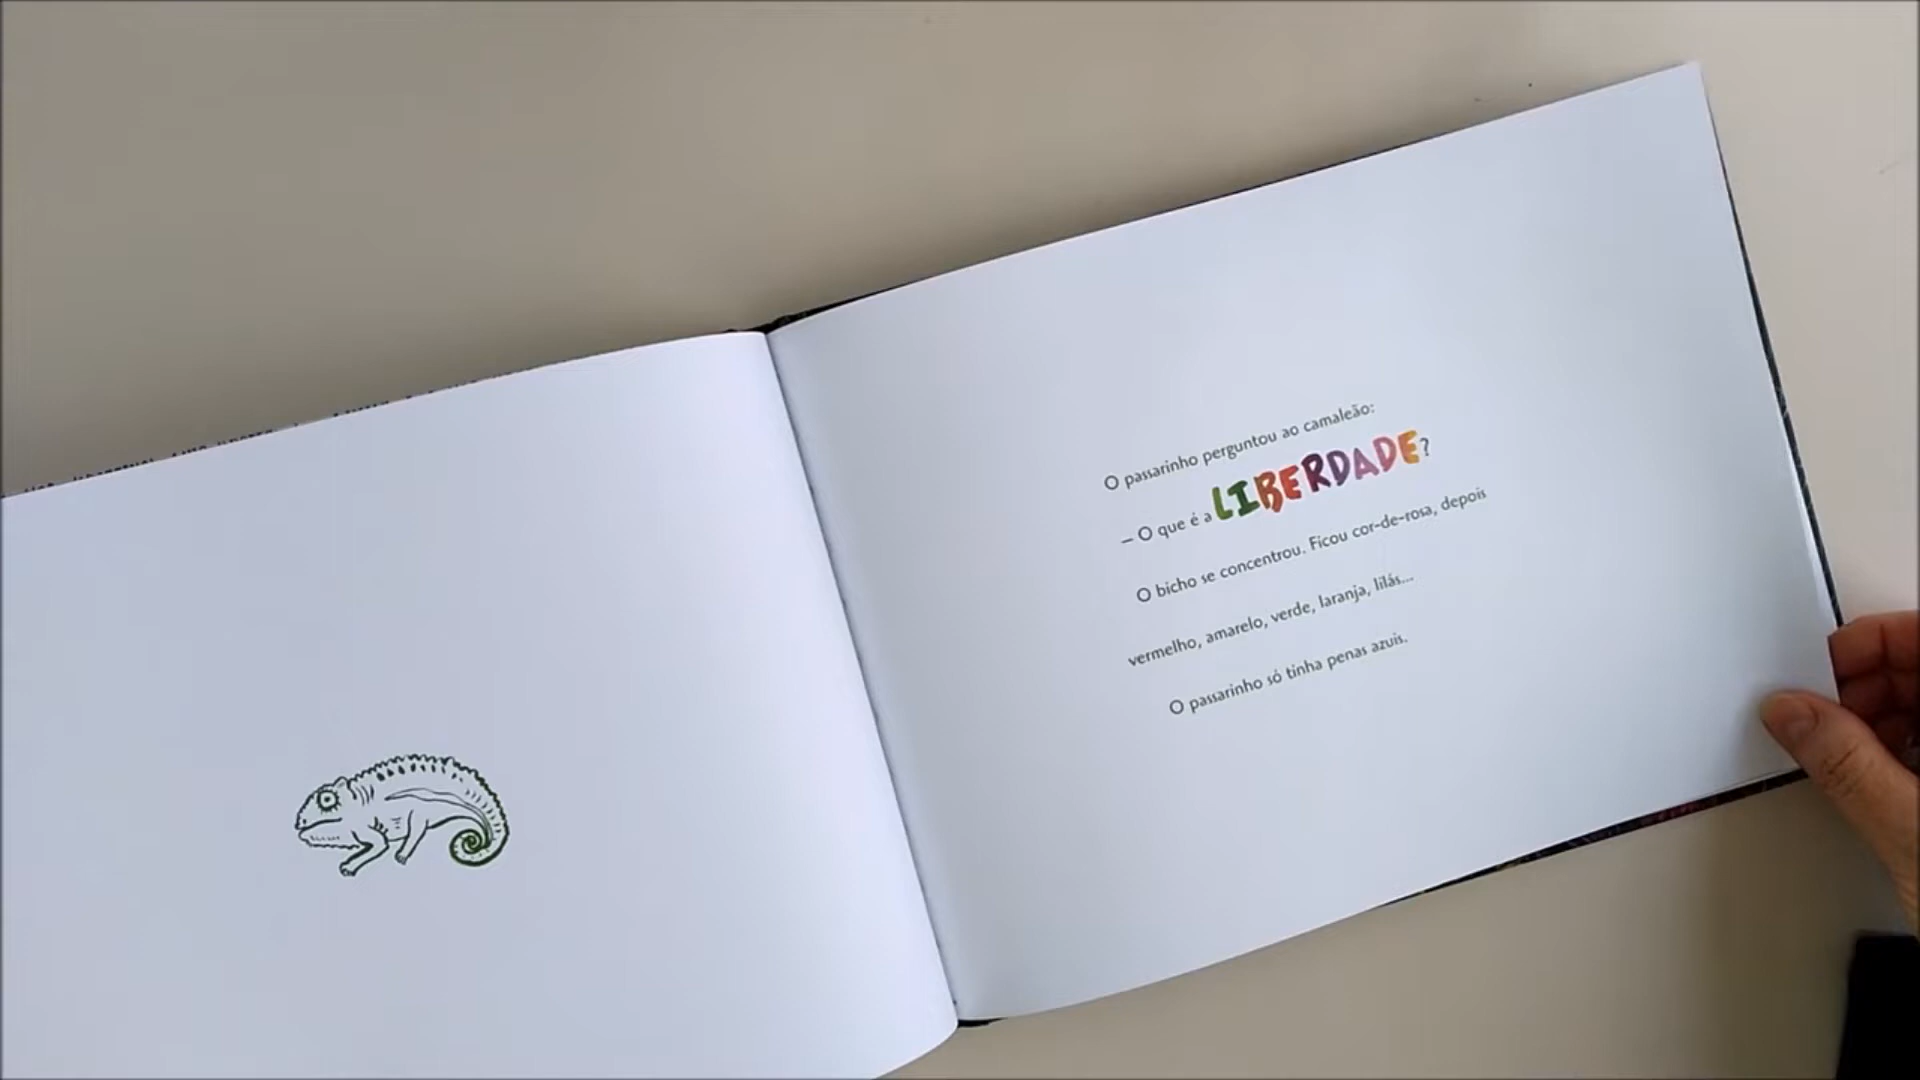 O passarinho perguntou ao camaleão:
– O que é a LIBERDADE?
O bicho se concentrou. Ficou cor-de-rosa, depois
vermelho, amarelo, verde, laranja, lilás...
O passarinho só tinha penas azuis.